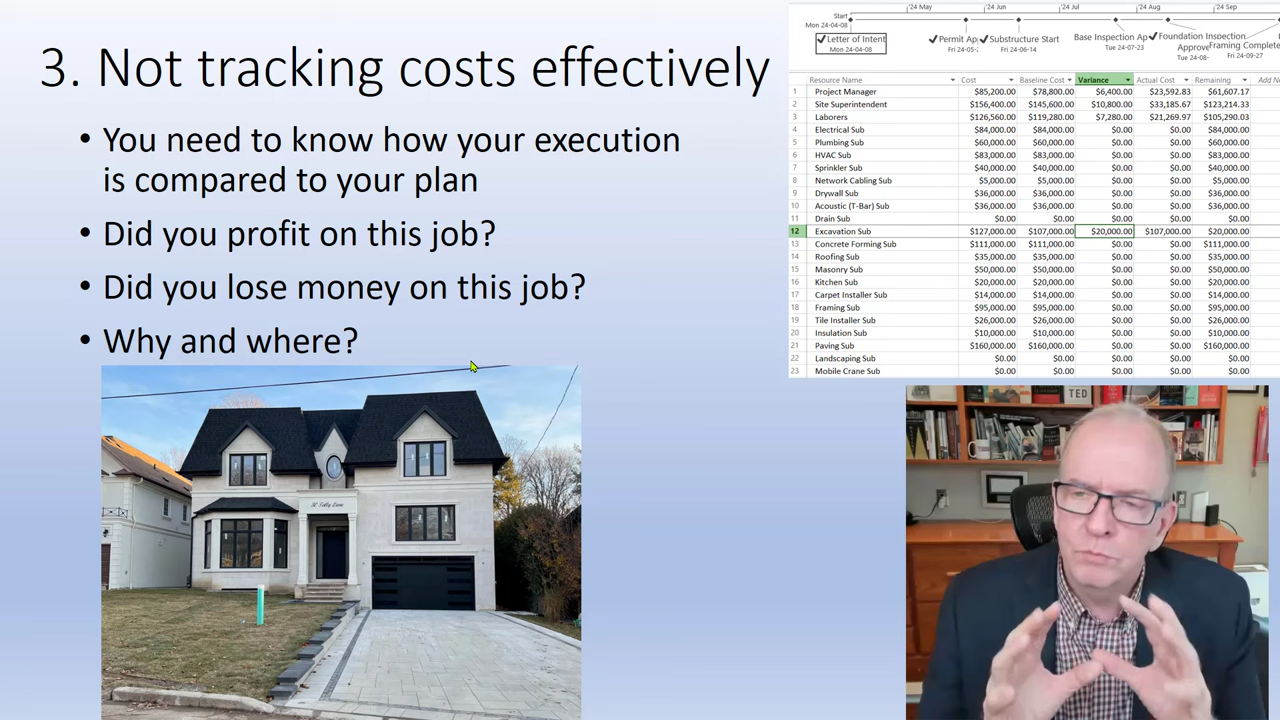 3. Not tracking costs effectively
• You need to know how your execution
is compared to your plan
• Did you profit on this job?
• Did you lose money on this job?
• Why and where?
'24 May '24 Jun '24 Jul '24 Aug '24 Sep
Start
Mon 24-04-08
Letter of Intent
Mon 24-04-08
Permit Ap
Fri 24-05-
Substructure Start
Fri 24-06-14
Base Inspection Ap
Tue 24-07-23
Foundation Inspection
Approve
Tue 24-08-
Framing Complete
Fri 24-09-27
Resource Name Cost Baseline Cost Variance Actual Cost Remaining Add Ne
1 Project Manager $85,200.00 $78,800.00 $6,400.00 $23,592.83 $61,607.17
2 Site Superintendent $156,400.00 $145,600.00 $10,800.00 $33,185.67 $123,214.33
3 Laborers $126,560.00 $119,280.00 $7,280.00 $21,269.97 $105,290.03
4 Electrical Sub $84,000.00 $84,000.00 $0.00 $0.00 $84,000.00
5 Plumbing Sub $60,000.00 $60,000.00 $0.00 $0.00 $60,000.00
6 HVAC Sub $83,000.00 $83,000.00 $0.00 $0.00 $83,000.00
7 Sprinkler Sub $40,000.00 $40,000.00 $0.00 $0.00 $40,000.00
8 Network Cabling Sub $5,000.00 $5,000.00 $0.00 $0.00 $5,000.00
9 Drywall Sub $36,000.00 $36,000.00 $0.00 $0.00 $36,000.00
10 Acoustic (T-Bar) Sub $36,000.00 $36,000.00 $0.00 $0.00 $36,000.00
11 Drain Sub $0.00 $0.00 $0.00 $0.00 $0.00
12 Excavation Sub $127,000.00 $107,000.00 $20,000.00 $107,000.00 $20,000.00
13 Concrete Forming Sub $111,000.00 $111,000.00 $0.00 $0.00 $111,000.00
14 Roofing Sub $35,000.00 $35,000.00 $0.00 $0.00 $35,000.00
15 Masonry Sub $50,000.00 $50,000.00 $0.00 $0.00 $50,000.00
16 Kitchen Sub $20,000.00 $20,000.00 $0.00 $0.00 $20,000.00
17 Carpet Installer Sub $14,000.00 $14,000.00 $0.00 $0.00 $14,000.00
18 Framing Sub $95,000.00 $95,000.00 $0.00 $0.00 $95,000.00
19 Tile Installer Sub $26,000.00 $26,000.00 $0.00 $0.00 $26,000.00
20 Insulation Sub $10,000.00 $10,000.00 $0.00 $0.00 $10,000.00
21 Paving Sub $160,000.00 $160,000.00 $0.00 $0.00 $160,000.00
22 Landscaping Sub $0.00 $0.00 $0.00 $0.00 $0.00
23 Mobile Crane Sub $0.00 $0.00 $0.00 $0.00 $0.00
TED